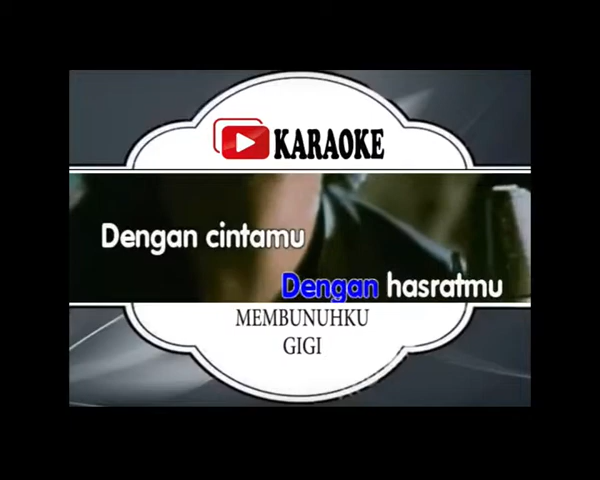 KARAOKE
Dengan cintamu
Dengan hasratmu
MEMBUNUHKU
GIGI